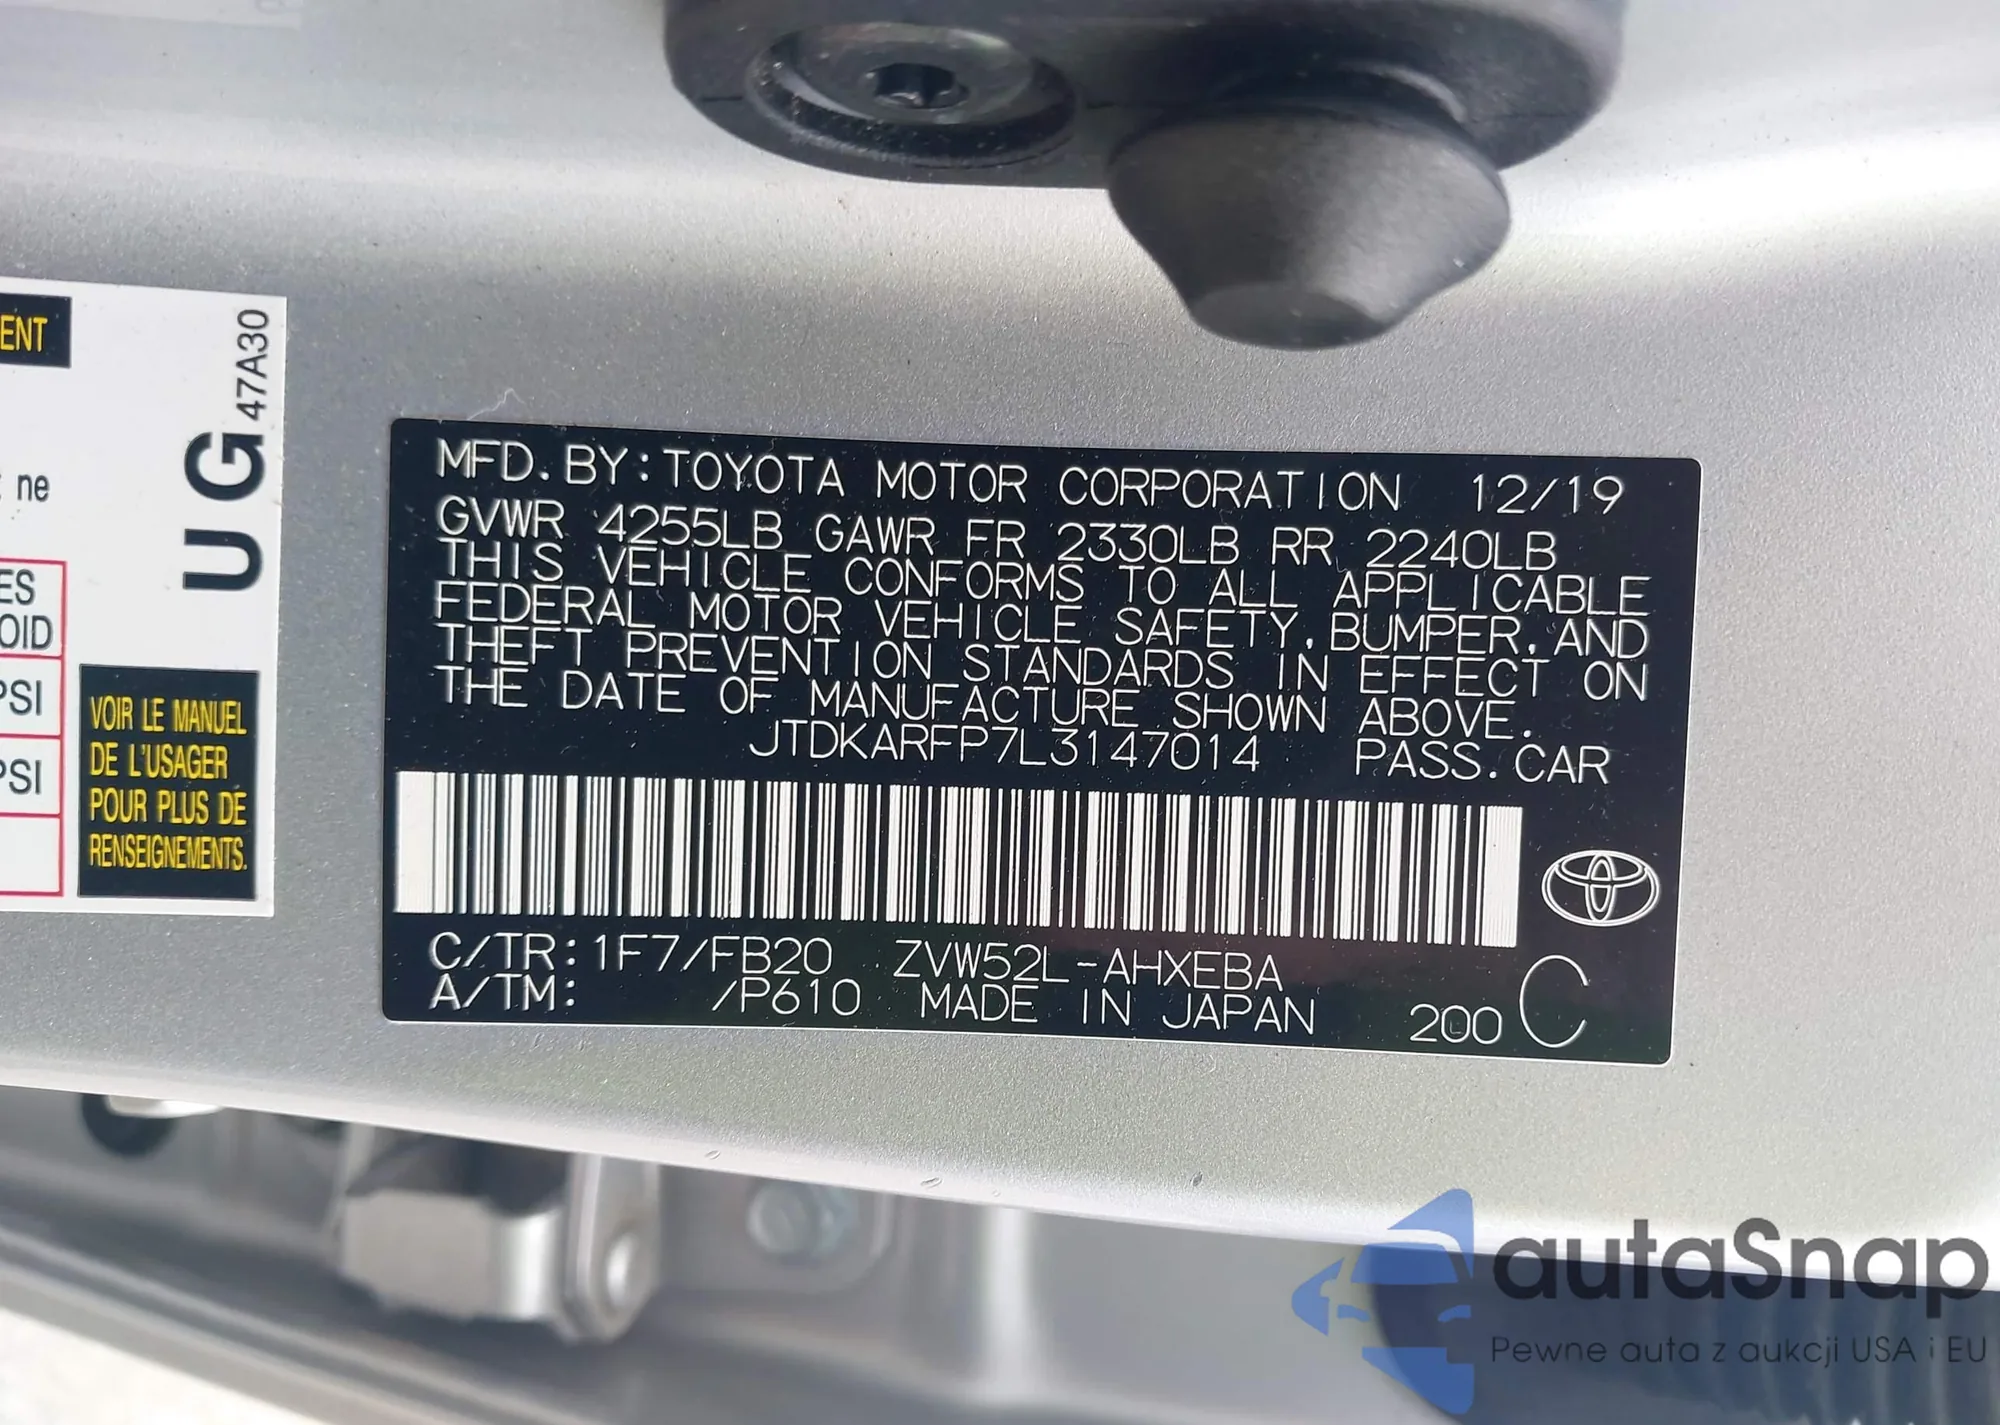 ENT
ne
ES
OID
PSI
PSI
U G 47A30
VOIR LE MANUEL
DE L'USAGER
POUR PLUS DE
RENSEIGNEMENTS.
MFD. BY: TOYOTA MOTOR CORPORATION 12/19
GVWR 4255LB GAWR FR 2330LB RR 2240LB
THIS VEHICLE CONFORMS TO ALL APPLICABLE
FEDERAL MOTOR VEHICLE SAFETY, BUMPER, AND
THEFT PREVENTION STANDARDS IN EFFECT ON
THE DATE OF MANUFACTURE SHOWN ABOVE.
JTDKARFP7L3147014 PASS. CAR
C/TR: 1F7/FB20 ZVW52L-AHXEBA
A/TM: /P610 MADE IN JAPAN 200 C
autaSnap
Pewne auta z aukcji USA i EU